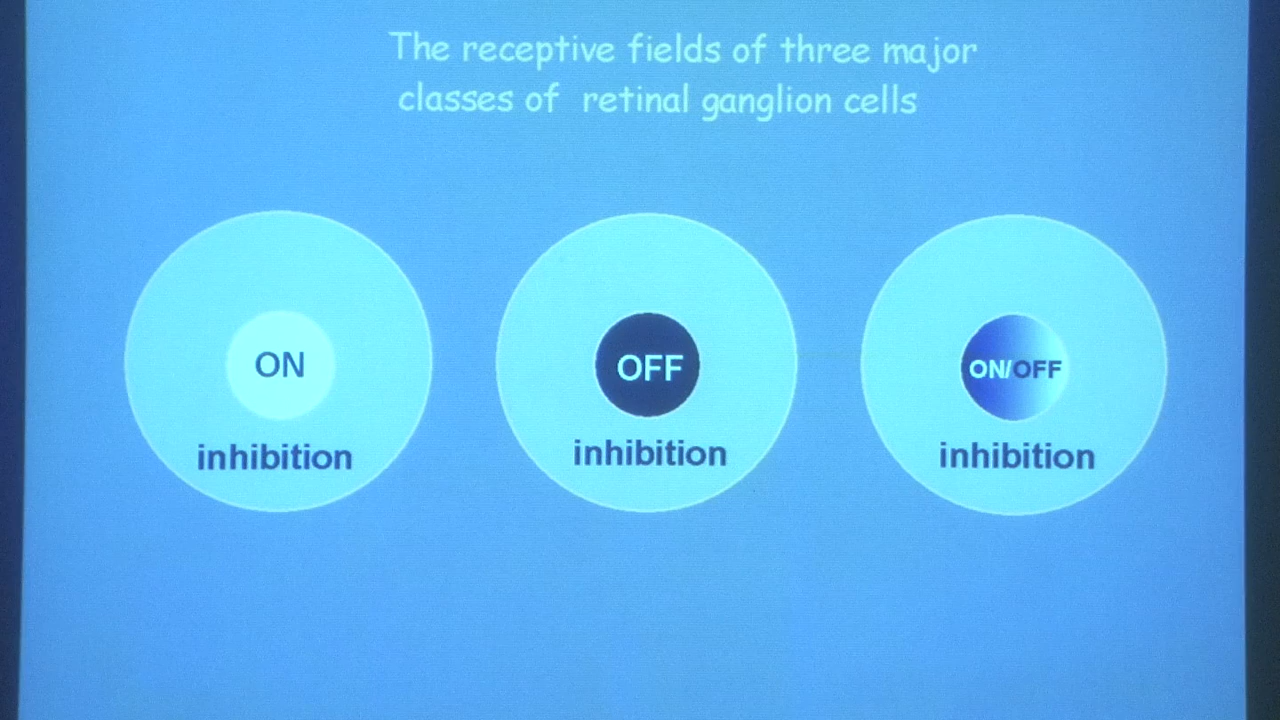 The receptive fields of three major
classes of retinal ganglion cells
ON
OFF
ON/OFF
inhibition
inhibition
inhibition